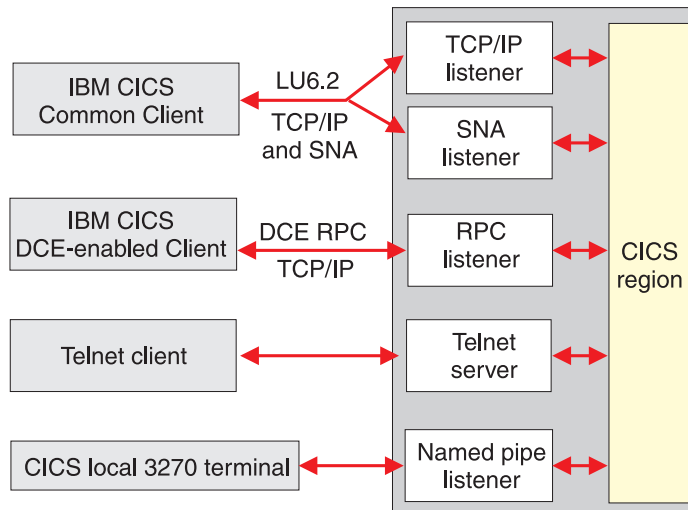 IBM CICS
Common Client
LU6.2
TCP/IP
and SNA
TCP/IP
listener
SNA
listener
IBM CICS
DCE-enabled Client
DCE RPC
TCP/IP
RPC
listener
CICS
region
Telnet client
Telnet
server
CICS local 3270 terminal
Named pipe
listener